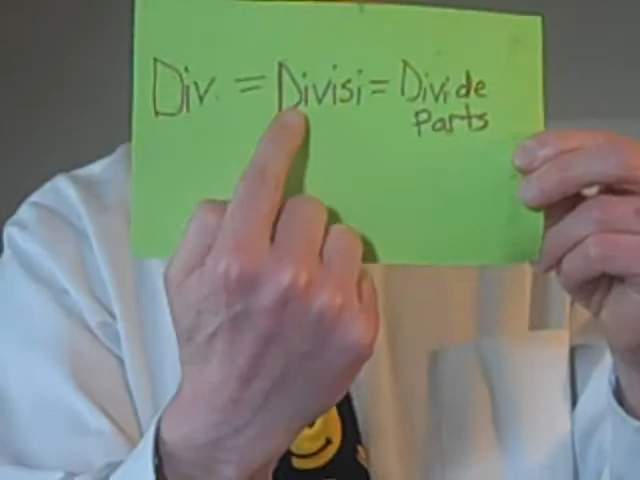 Div. = Divisi = Divide
parts